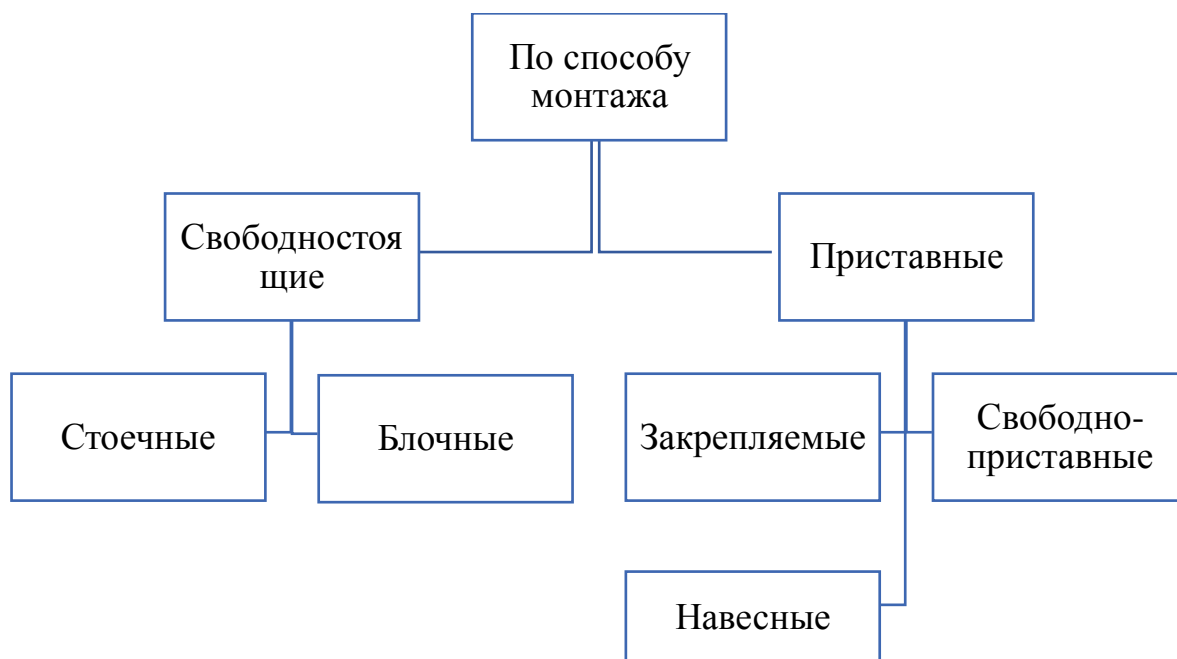 По способу
монтажа
Свободностоя
щие
Приставные
Стоечные
Блочные
Закрепляемые
Свободно-
приставные
Навесные